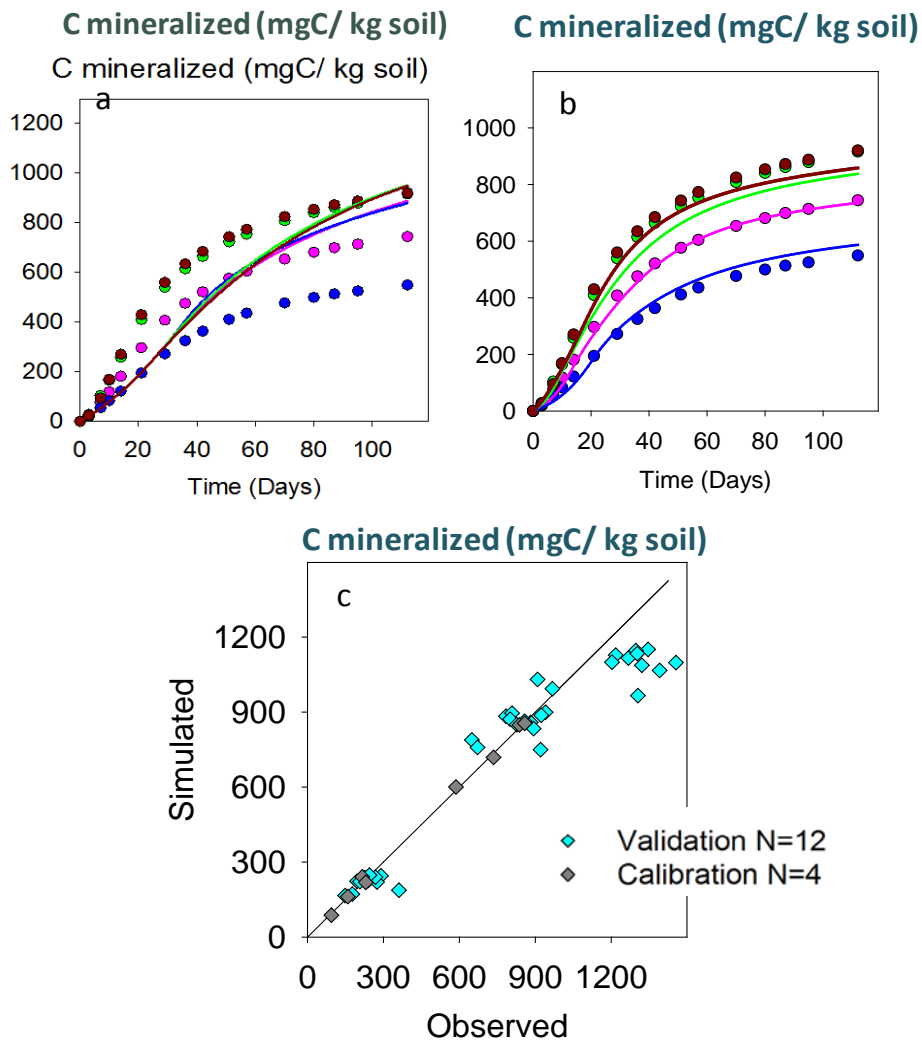 C mineralized (mgC/ kg soil)
C mineralized (mgC/ kg soil)
a
1200
1000
800
600
400
200
0
0 20 40 60 80 100
Time (Days)
C mineralized (mgC/ kg soil)
b
1000
800
600
400
200
0
0 20 40 60 80 100
Time (Days)
C mineralized (mgC/ kg soil)
c
1200
900
600
300
0
Simulated
Validation N=12
Calibration N=4
0 300 600 900 1200
Observed